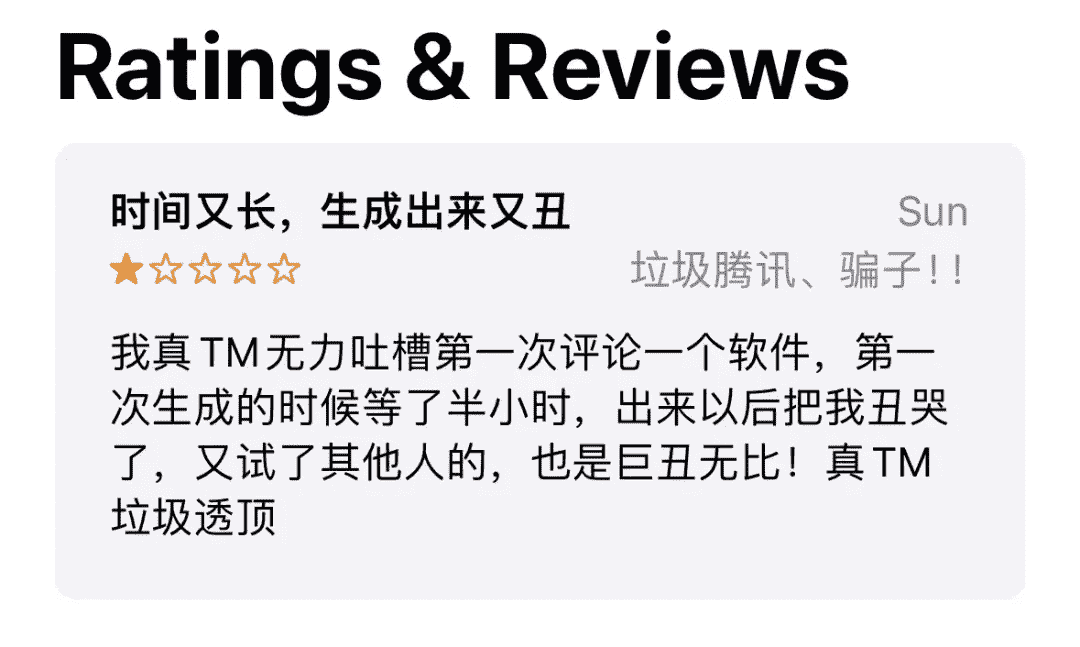 Ratings & Reviews
时间又长，生成出来又丑
Sun
垃圾腾讯、骗子！！
我真TM无力吐槽第一次评论一个软件，第一
次生成的时候等了半小时，出来以后把我丑哭
了，又试了其他人的，也是巨丑无比！真TM
垃圾透顶